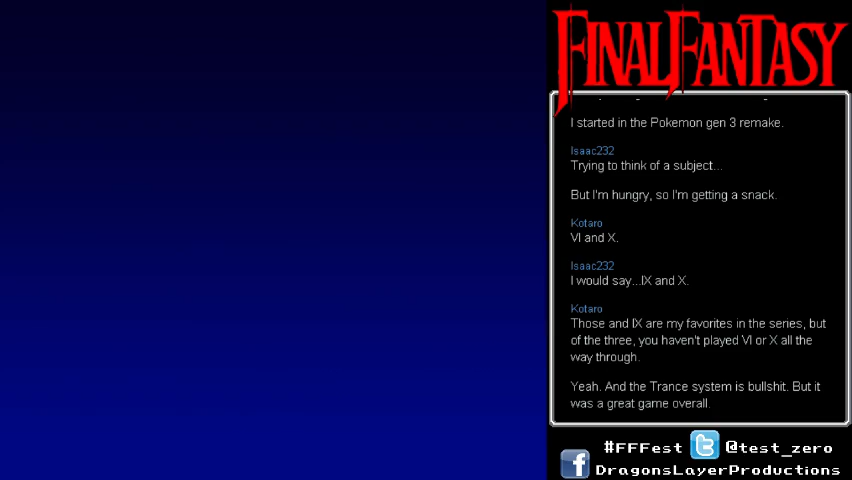 FINAL FANTASY
I started in the Pokemon gen 3 remake.
Isaac232
Trying to think of a subject...
But I'm hungry, so I'm getting a snack.
Kotaro
VI and X.
Isaac232
I would say...IX and X.
Kotaro
Those and IX are my favorites in the series, but
of the three, you haven't played VI or X all the
way through.
Yeah. And the Trance system is bullshit. But it
was a great game overall.
#FFFest @test_zero
DragonsLayerProductions